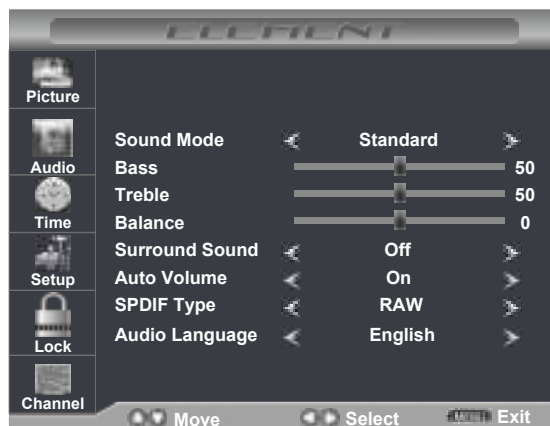 ELEMENT
Picture
Audio
Time
Setup
Lock
Channel
Sound Mode Standard
Bass 50
Treble 50
Balance 0
Surround Sound Off
Auto Volume On
SPDIF Type RAW
Audio Language English
Move Select MENU Exit